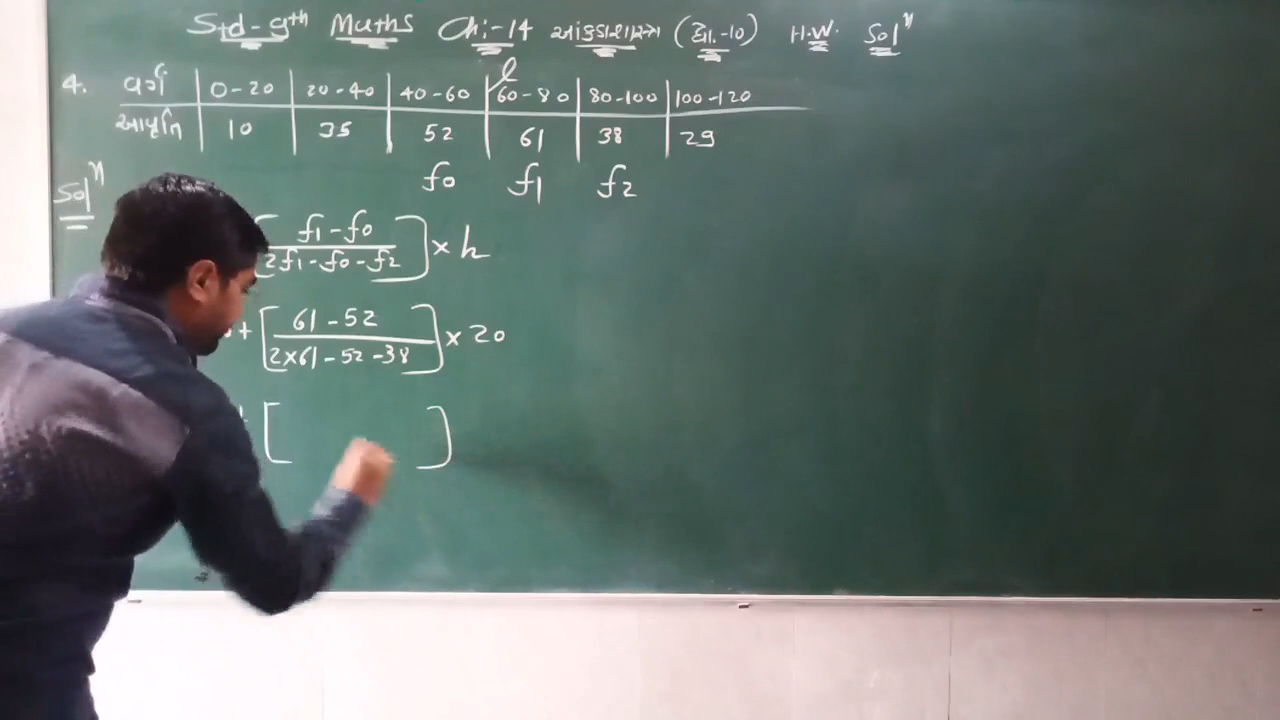 Std-9th Maths Ch:-14 આંકડાશાસ્ત્ર (દા.-10) H.W. Solⁿ
l
4. વર્ગ 0-20 20-40 40-60 60-80 80-100 100-120
આવૃત્તિ 10 35 52 61 38 29
f0 f1 f2
Solⁿ
[ f1-f0 / 2f1-f0-f2 ] × h
+ [ 61-52 / 2×61-52-38 ] × 20
[ ]